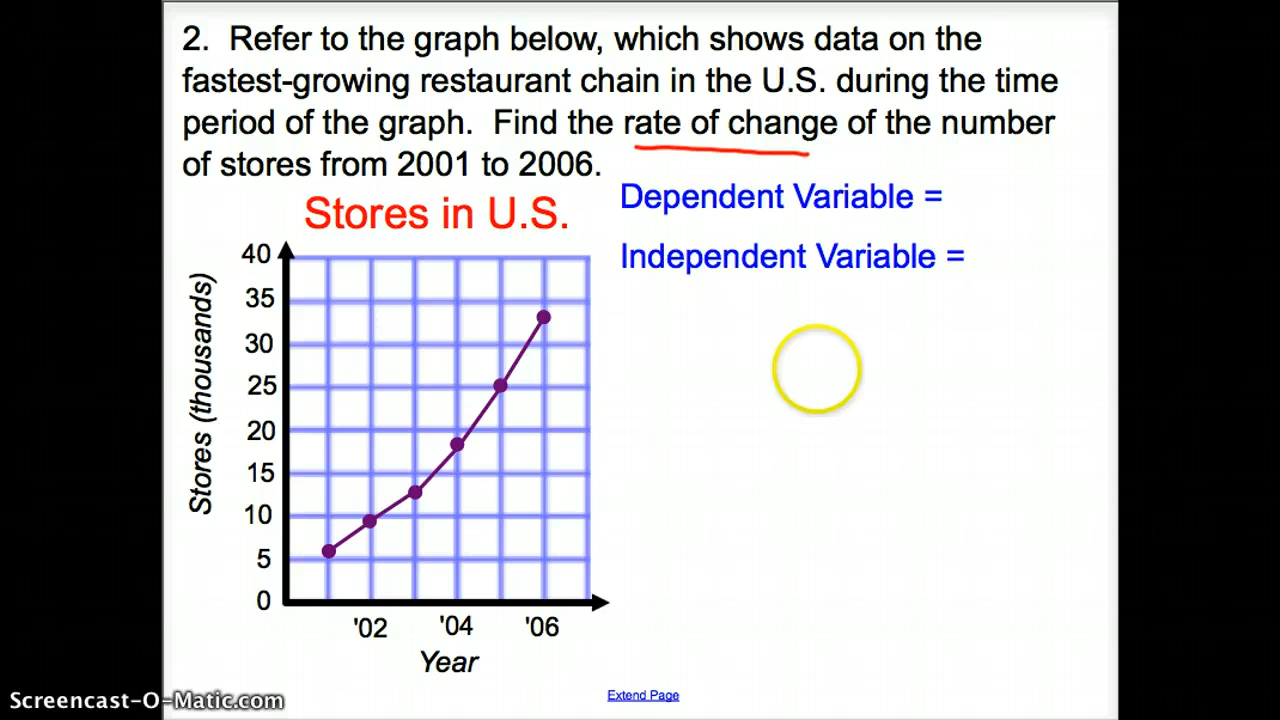 2. Refer to the graph below, which shows data on the
fastest-growing restaurant chain in the U.S. during the time
period of the graph. Find the rate of change of the number
of stores from 2001 to 2006.
Dependent Variable =
Stores in U.S.
Independent Variable =
40
35
30
25
20
15
10
5
0
Stores (thousands)
'02 '04 '06
Year
Extend Page
Screencast-O-Matic.com